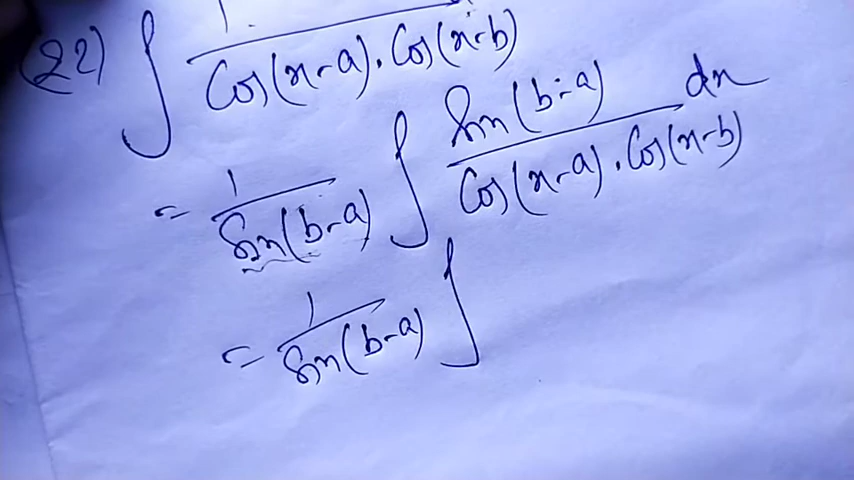 (22) ∫ 1 / Cos(x-a).Cos(x-b)
= 1/Sin(b-a) ∫ Sin(b-a) / Cos(x-a).Cos(x-b) dx
= 1/Sin(b-a) ∫